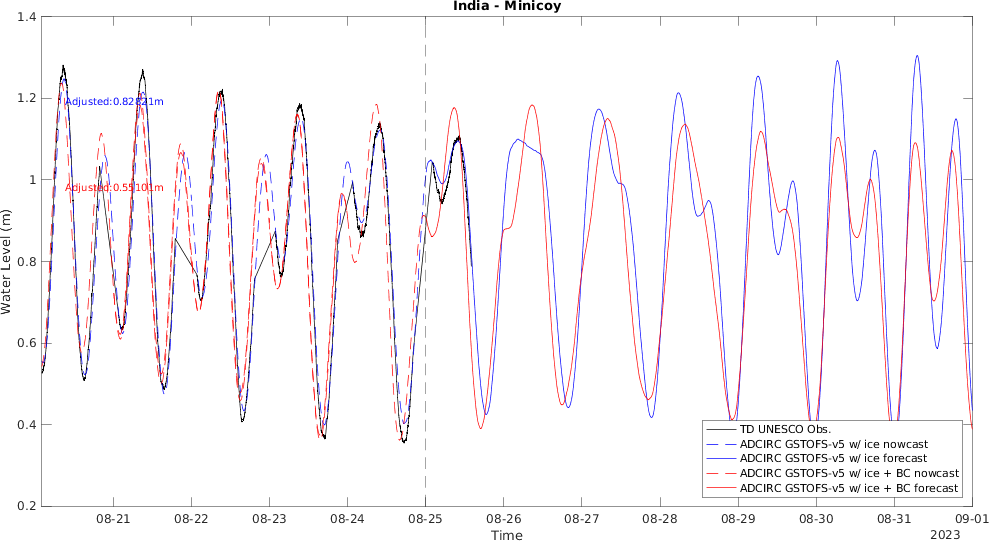 India - Minicoy
1.4
1.2
1
0.8
0.6
0.4
0.2
Water Level (m)
Adjusted:0.82821m
Adjusted:0.55101m
TD UNESCO Obs.
ADCIRC GSTOFS-v5 w/ ice nowcast
ADCIRC GSTOFS-v5 w/ ice forecast
ADCIRC GSTOFS-v5 w/ ice + BC nowcast
ADCIRC GSTOFS-v5 w/ ice + BC forecast
08-21 08-22 08-23 08-24 08-25 08-26 08-27 08-28 08-29 08-30 08-31 09-01
2023
Time